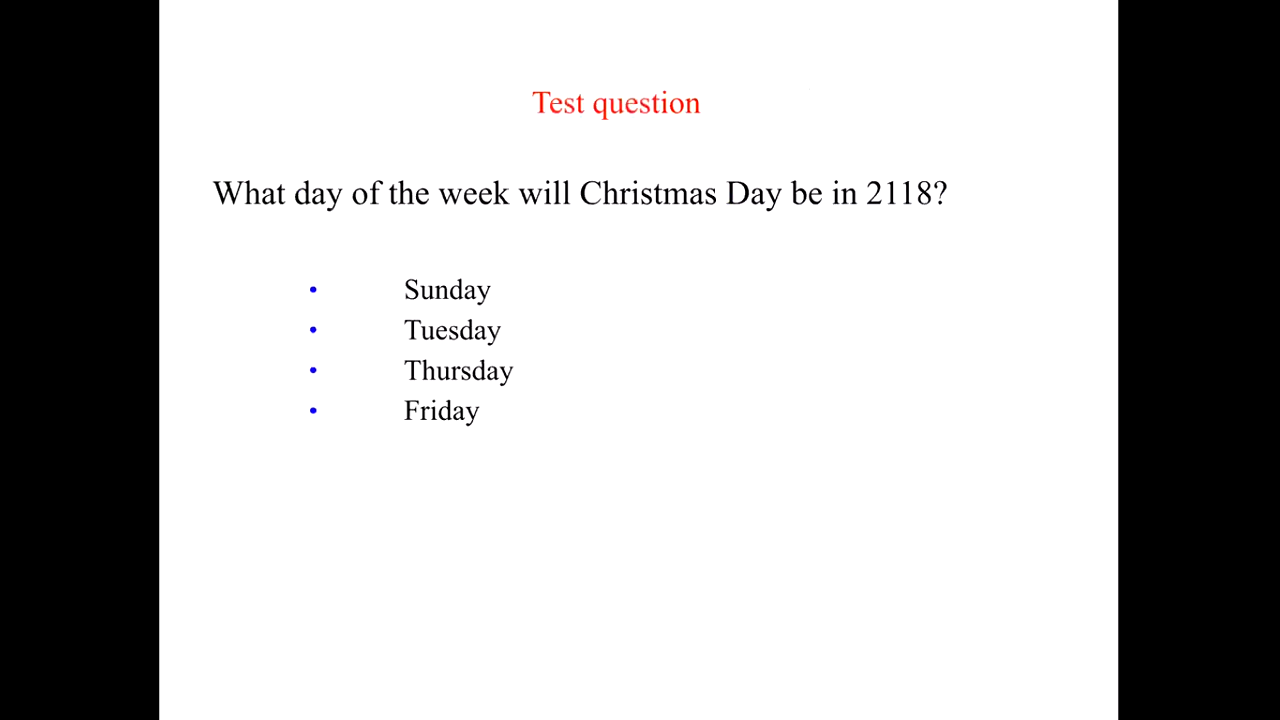 Test question
What day of the week will Christmas Day be in 2118?
• Sunday
• Tuesday
• Thursday
• Friday